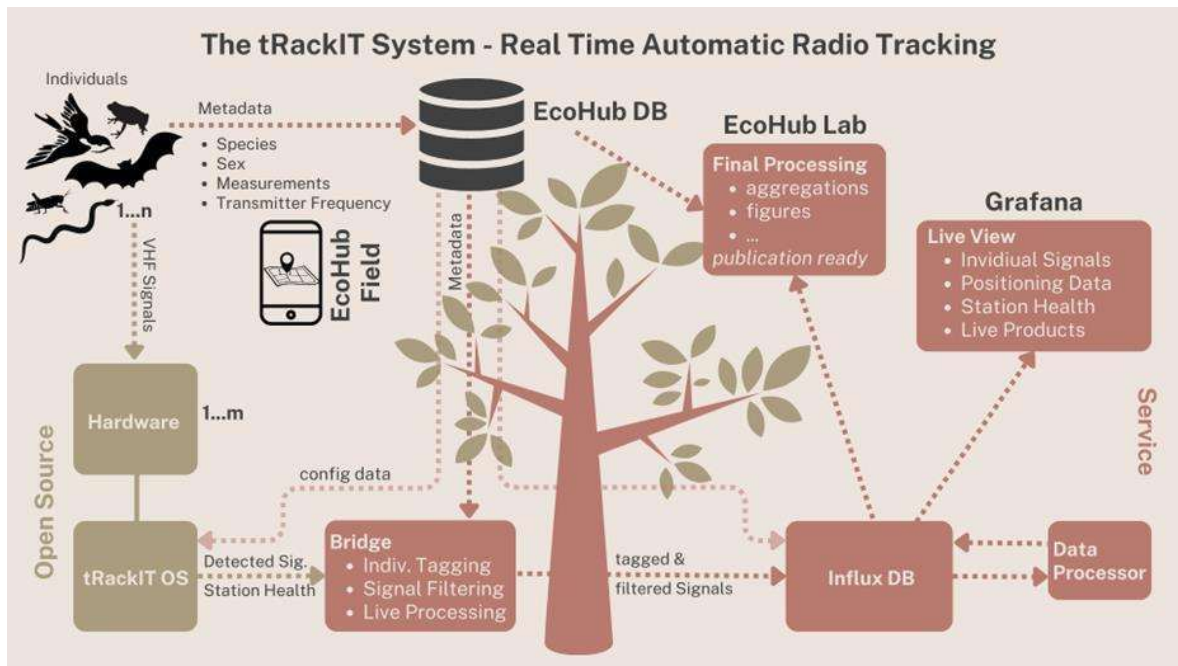 The tRackIT System - Real Time Automatic Radio Tracking
Individuals
1...n
Metadata
• Species
• Sex
• Measurements
• Transmitter Frequency
EcoHub DB
EcoHub Lab
Final Processing
• aggregations
• figures
• ...
publication ready
Grafana
Live View
• Invidiual Signals
• Positioning Data
• Station Health
• Live Products
VHF Signals
EcoHub
Field
Metadata
Hardware
1...m
Open Source
Service
config data
tRackIT OS
Detected Sig.
Station Health
Bridge
• Indiv. Tagging
• Signal Filtering
• Live Processing
tagged &
filtered Signals
Influx DB
Data
Processor